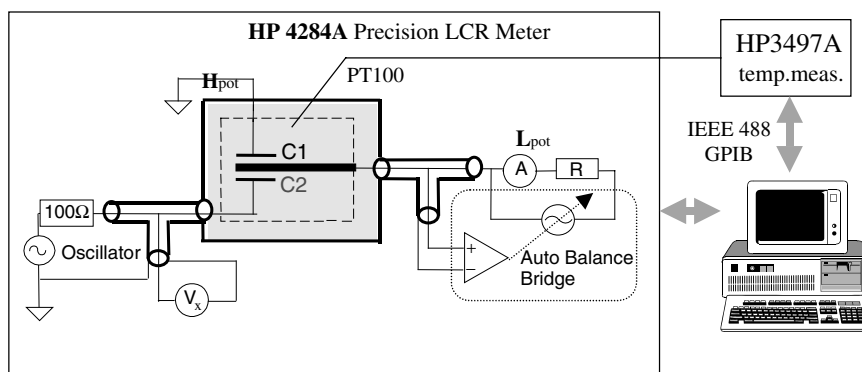 HP 4284A Precision LCR Meter
HP3497A
temp.meas.
PT100
Hpot
IEEE 488
GPIB
Lpot
C1
C2
A
R
100Ω
Oscillator
Vx
+
−
Auto Balance
Bridge